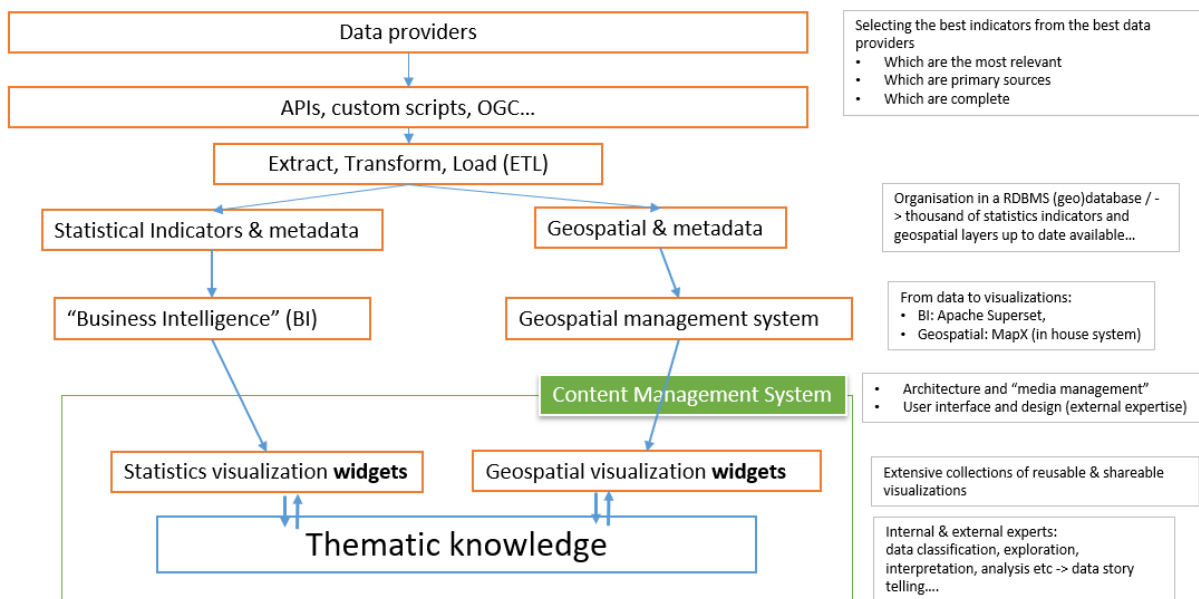 Data providers
Selecting the best indicators from the best data
providers
• Which are the most relevant
• Which are primary sources
• Which are complete
APIs, custom scripts, OGC...
Extract, Transform, Load (ETL)
Statistical Indicators & metadata
Geospatial & metadata
Organisation in a RDBMS (geo)database / -
> thousand of statistics indicators and
geospatial layers up to date available...
“Business Intelligence” (BI)
Geospatial management system
From data to visualizations:
• BI: Apache Superset,
• Geospatial: MapX (in house system)
Content Management System
• Architecture and “media management”
• User interface and design (external expertise)
Statistics visualization widgets
Geospatial visualization widgets
Extensive collections of reusable & shareable
visualizations
Thematic knowledge
Internal & external experts:
data classification, exploration,
interpretation, analysis etc -> data story
telling....